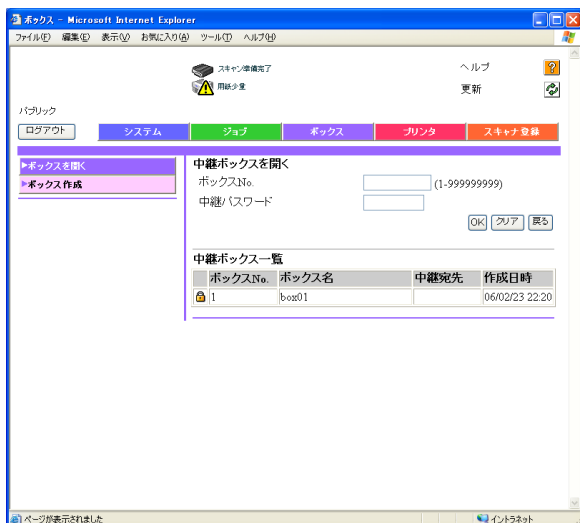 ボックス - Microsoft Internet Explorer
ファイル(F) 編集(E) 表示(V) お気に入り(A) ツール(T) ヘルプ(H)
スキャン準備完了
ヘルプ
用紙少量
更新
パブリック
ログアウト システム ジョブ ボックス プリンタ スキャナ登録
▶ボックスを開く
▶ボックス作成
中継ボックスを開く
ボックスNo. (1-999999999)
中継パスワード
OK クリア 戻る
中継ボックス一覧
ボックスNo. ボックス名 中継宛先 作成日時
1 box01 06/02/23 22:20
ページが表示されました イントラネット